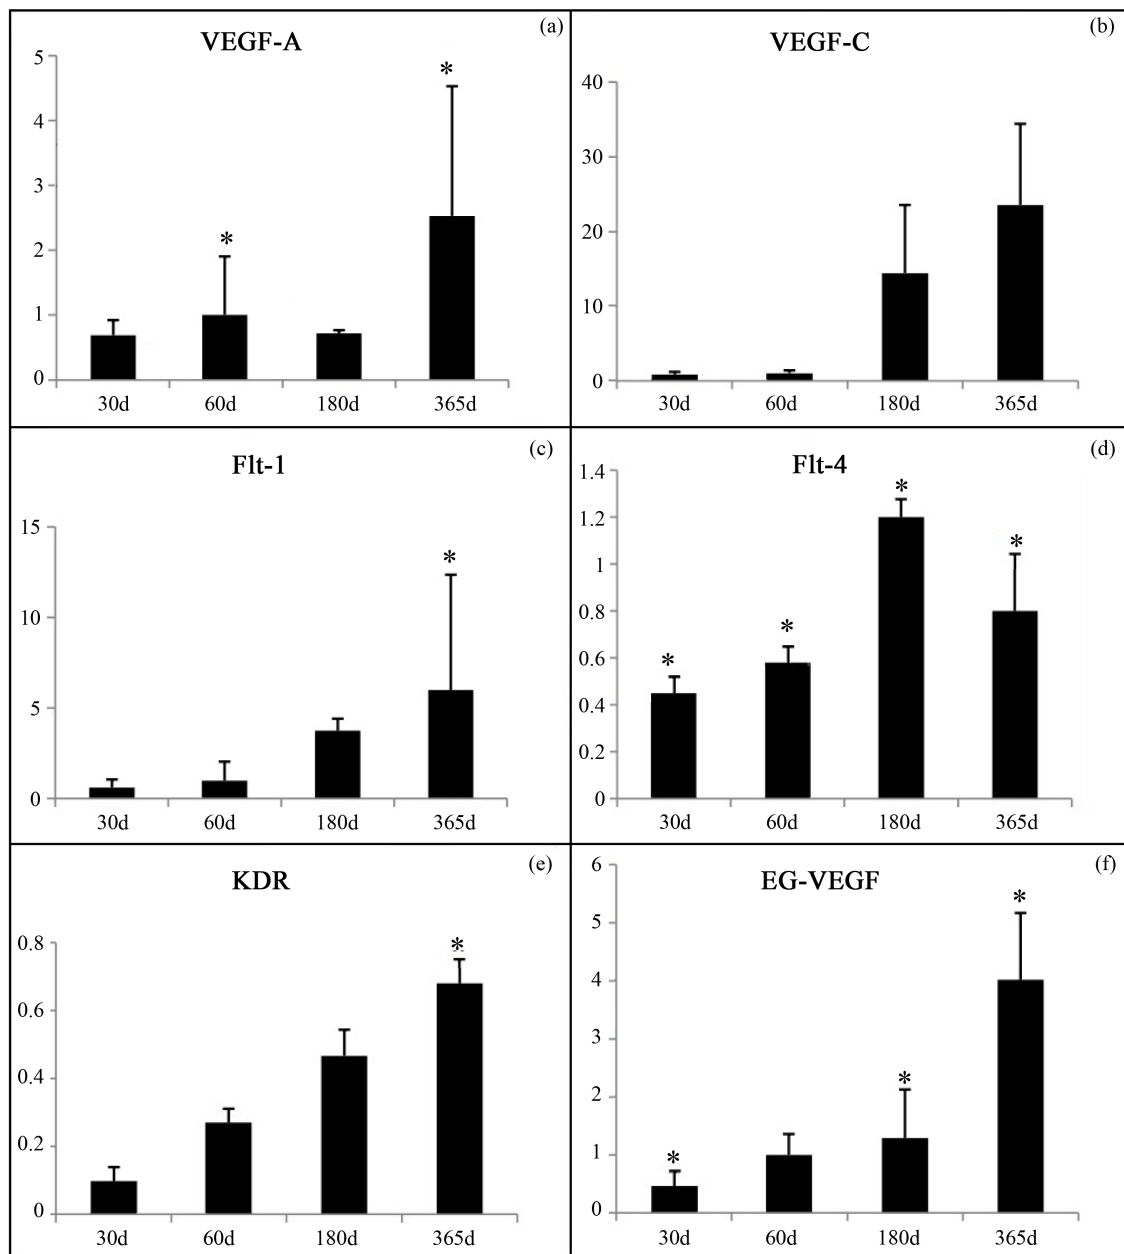 (a)
VEGF-A
5
4
3
2
1
0
*
*
30d 60d 180d 365d
(b)
VEGF-C
40
30
20
10
0
30d 60d 180d 365d
(c)
Flt-1
15
10
5
0
*
30d 60d 180d 365d
(d)
Flt-4
1.4
1.2
1
0.8
0.6
0.4
0.2
0
* * * *
30d 60d 180d 365d
(e)
KDR
0.8
0.6
0.4
0.2
0
*
30d 60d 180d 365d
(f)
EG-VEGF
6
5
4
3
2
1
0
* * *
30d 60d 180d 365d